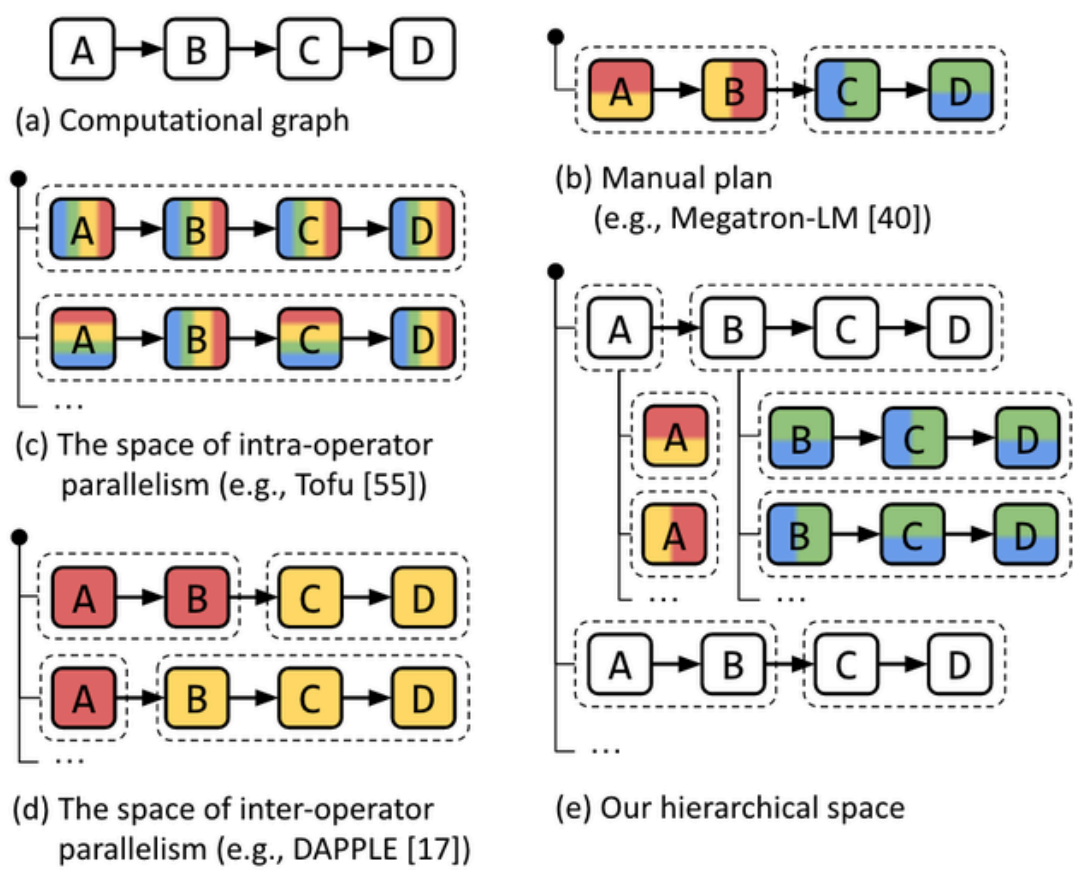 A B C D
(a) Computational graph
A B C D
(b) Manual plan
(e.g., Megatron-LM [40])
A B C D
A B C D
...
(c) The space of intra-operator
parallelism (e.g., Tofu [55])
A B C D
A B C D
...
(d) The space of inter-operator
parallelism (e.g., DAPPLE [17])
A B C D
A B C D
A B C D
... ...
A B C D
...
(e) Our hierarchical space